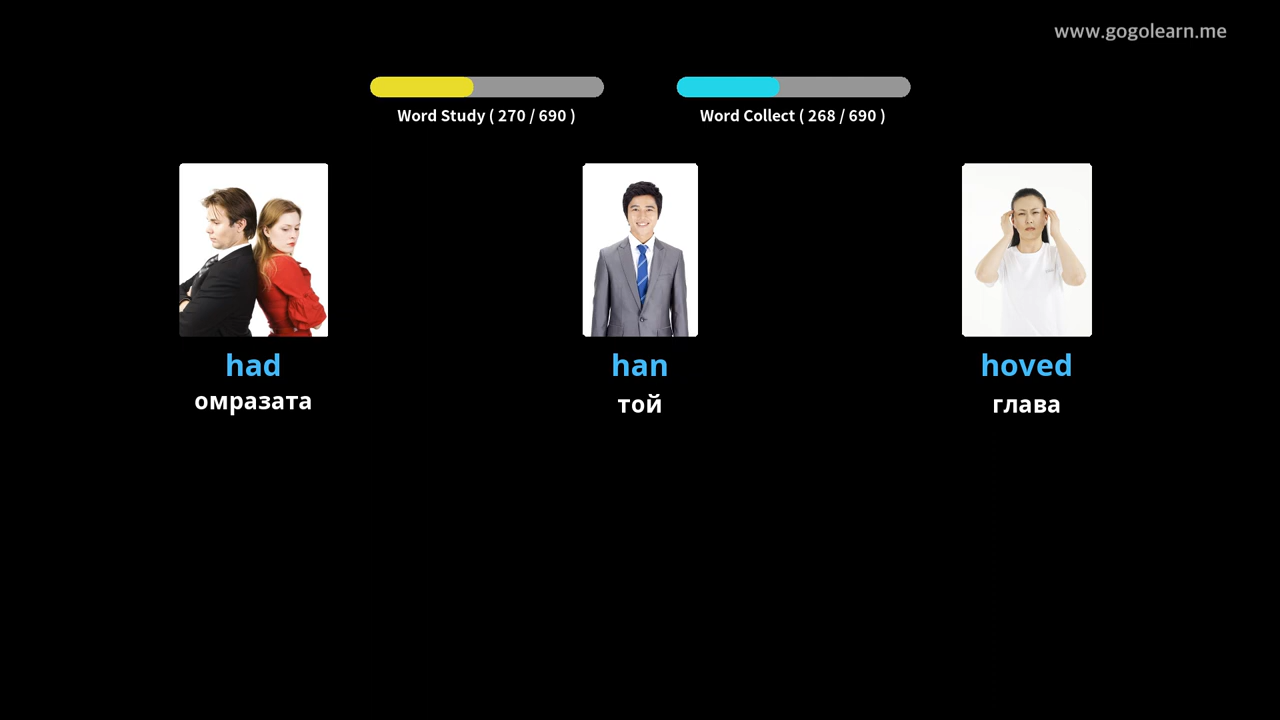 www.gogolearn.me
Word Study ( 270 / 690 )
Word Collect ( 268 / 690 )
had
han
hoved
омразата
той
глава